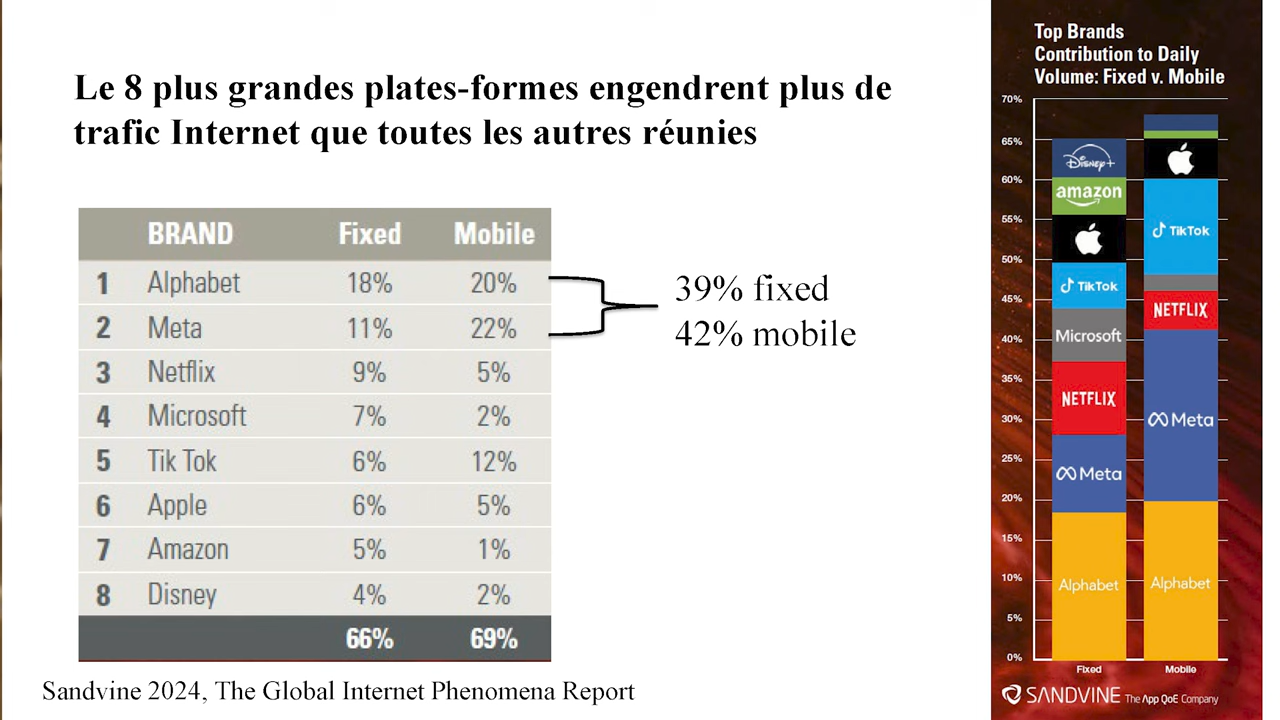 Le 8 plus grandes plates-formes engendrent plus de
trafic Internet que toutes les autres réunies
BRAND Fixed Mobile
1 Alphabet 18% 20%
2 Meta 11% 22%
3 Netflix 9% 5%
4 Microsoft 7% 2%
5 Tik Tok 6% 12%
6 Apple 6% 5%
7 Amazon 5% 1%
8 Disney 4% 2%
66% 69%
39% fixed
42% mobile
Sandvine 2024, The Global Internet Phenomena Report
Top Brands
Contribution to Daily
Volume: Fixed v. Mobile
70%
65%
60%
55%
50%
45%
40%
35%
30%
25%
20%
15%
10%
5%
0%
Disney+
amazon
TikTok
Microsoft
NETFLIX
Meta
Alphabet
Fixed
TikTok
NETFLIX
Meta
Alphabet
Mobile
SANDVINE The App QoE Company